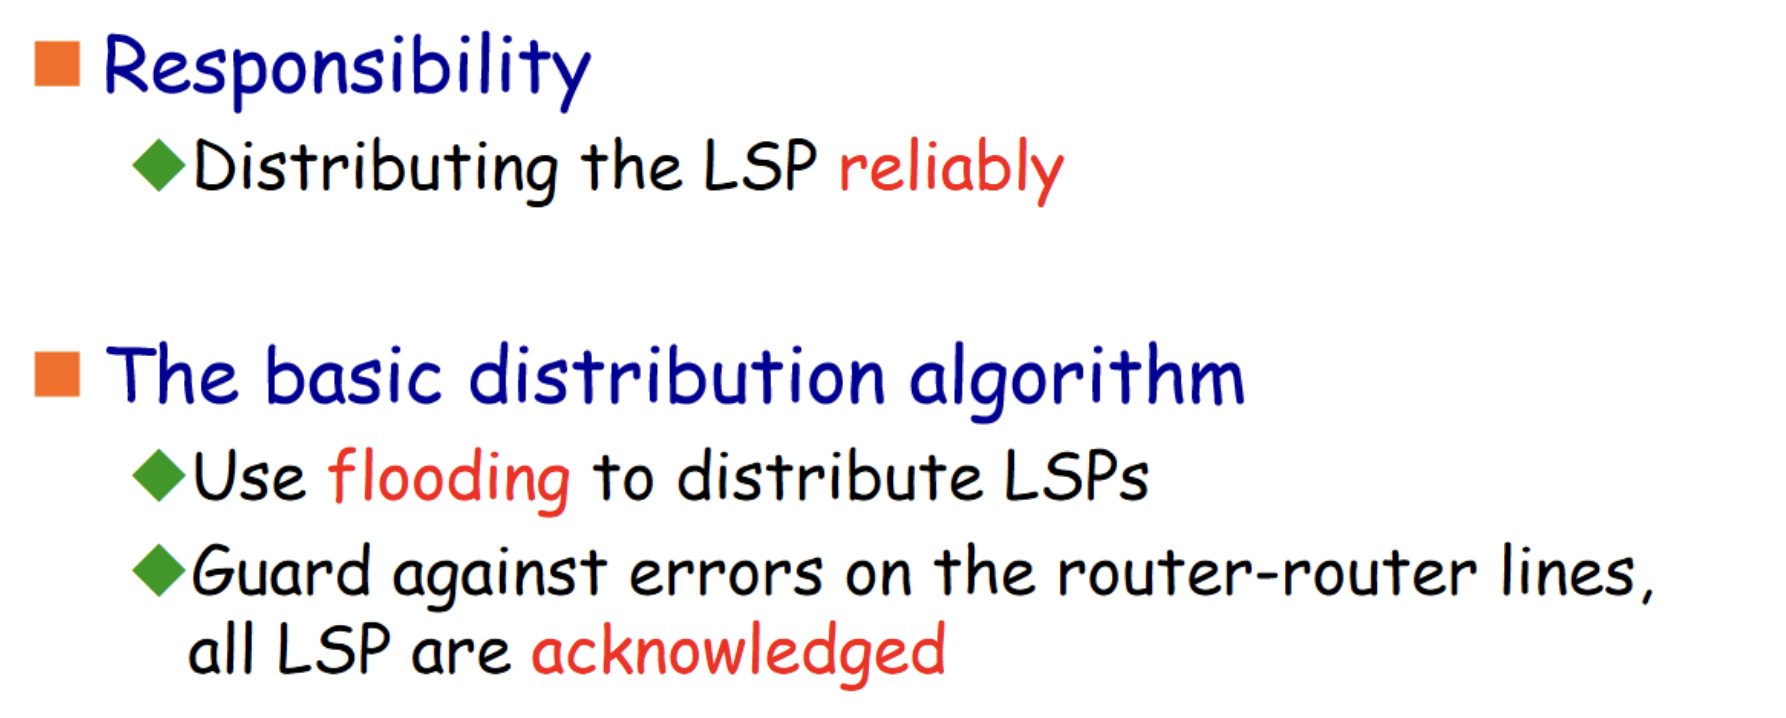 Responsibility
Distributing the LSP reliably
The basic distribution algorithm
Use flooding to distribute LSPs
Guard against errors on the router-router lines,
all LSP are acknowledged